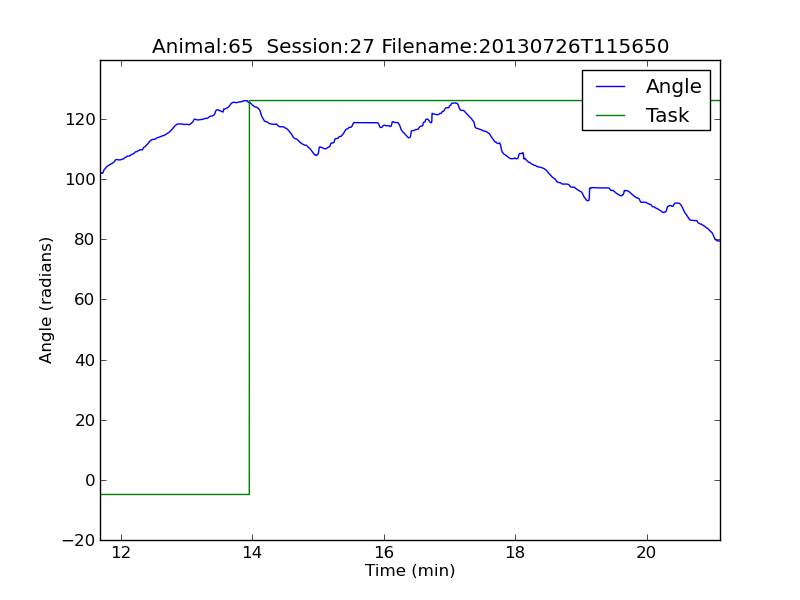 Animal:65  Session:27 Filename:20130726T115650
Angle
Task
120
100
80
60
40
20
0
−20
Angle (radians)
12 14 16 18 20
Time (min)